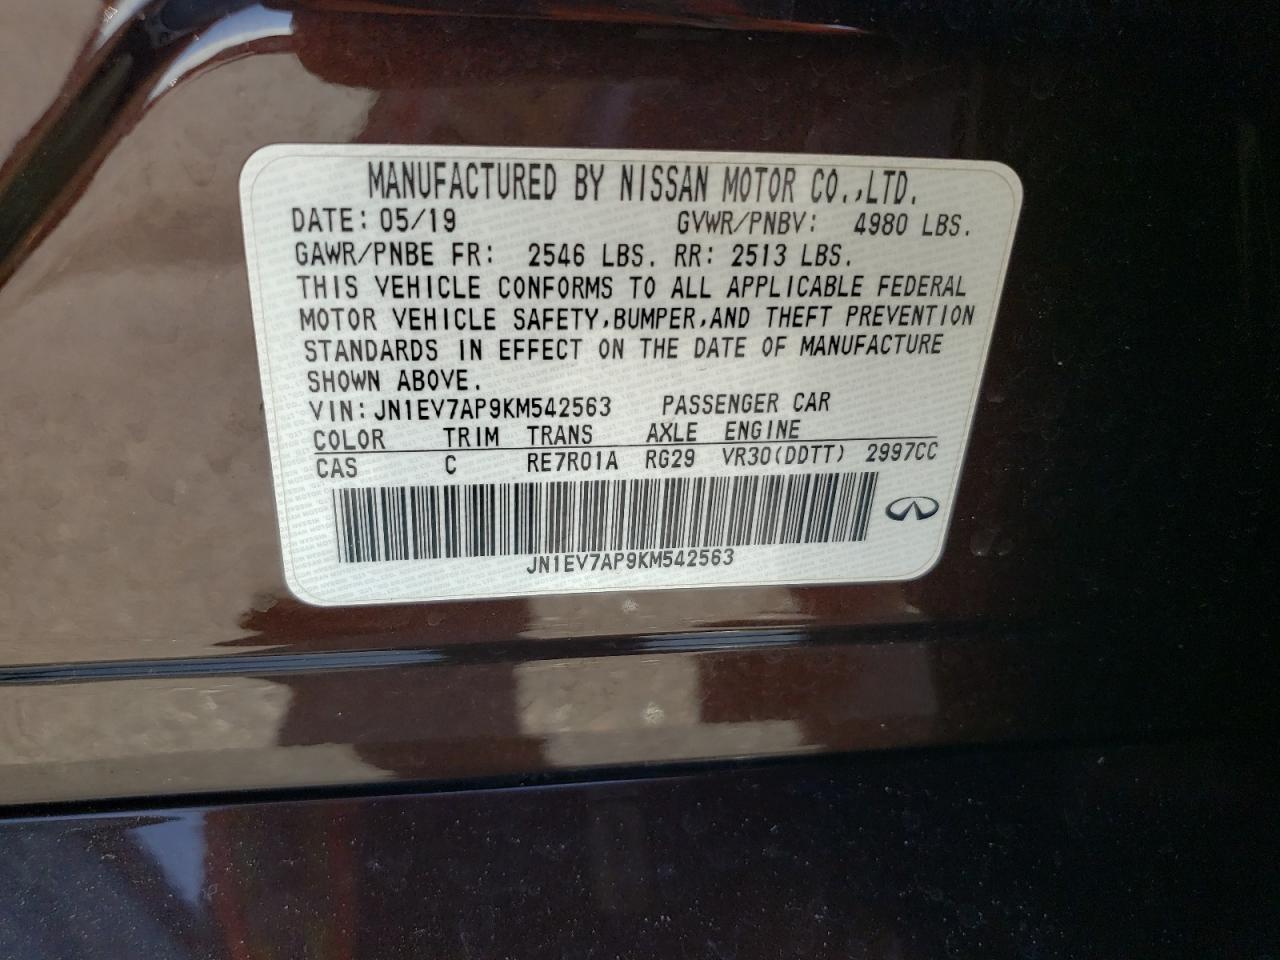 MANUFACTURED BY NISSAN MOTOR CO.,LTD.
DATE: 05/19 GVWR/PNBV: 4980 LBS.
GAWR/PNBE FR: 2546 LBS. RR: 2513 LBS.
THIS VEHICLE CONFORMS TO ALL APPLICABLE FEDERAL
MOTOR VEHICLE SAFETY,BUMPER,AND THEFT PREVENTION
STANDARDS IN EFFECT ON THE DATE OF MANUFACTURE
SHOWN ABOVE.
VIN: JN1EV7AP9KM542563 PASSENGER CAR
COLOR TRIM TRANS AXLE ENGINE
CAS C RE7R01A RG29 VR30(DDTT) 2997CC
JN1EV7AP9KM542563